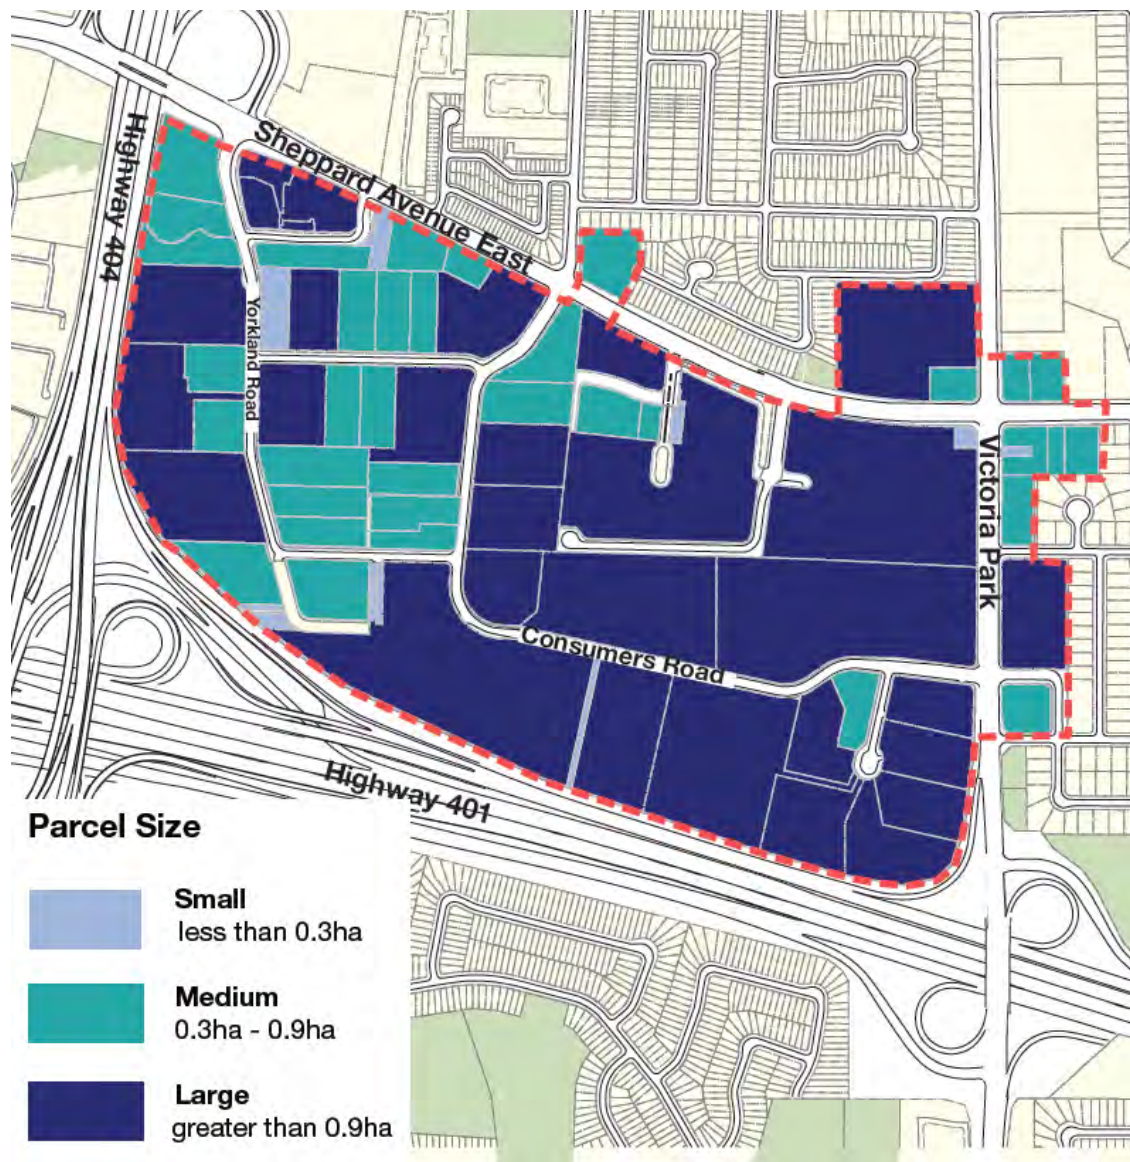 Highway 404
Sheppard Avenue East
Yorkland Road
Victoria Park
Consumers Road
Highway 401
Parcel Size
Small
less than 0.3ha
Medium
0.3ha - 0.9ha
Large
greater than 0.9ha